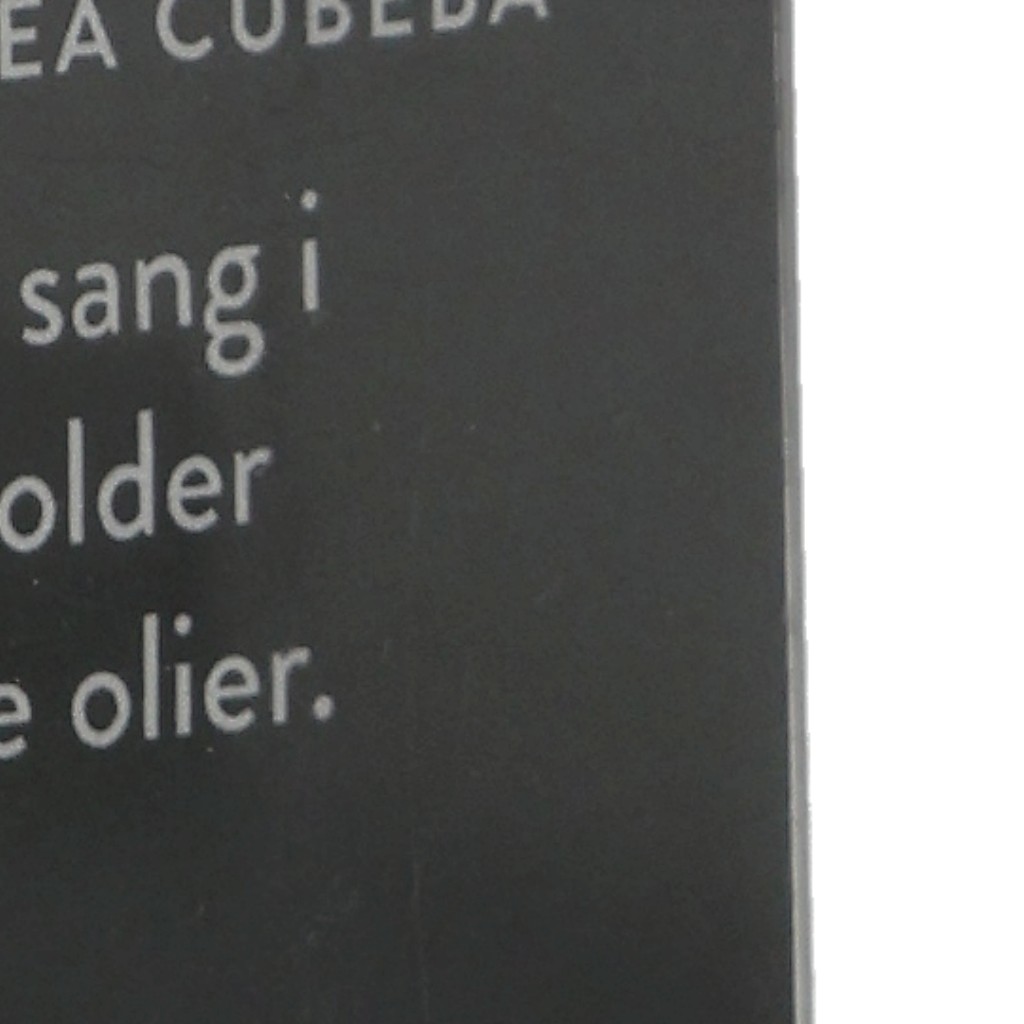 EA CUBEBA
sang i
older
e olier.